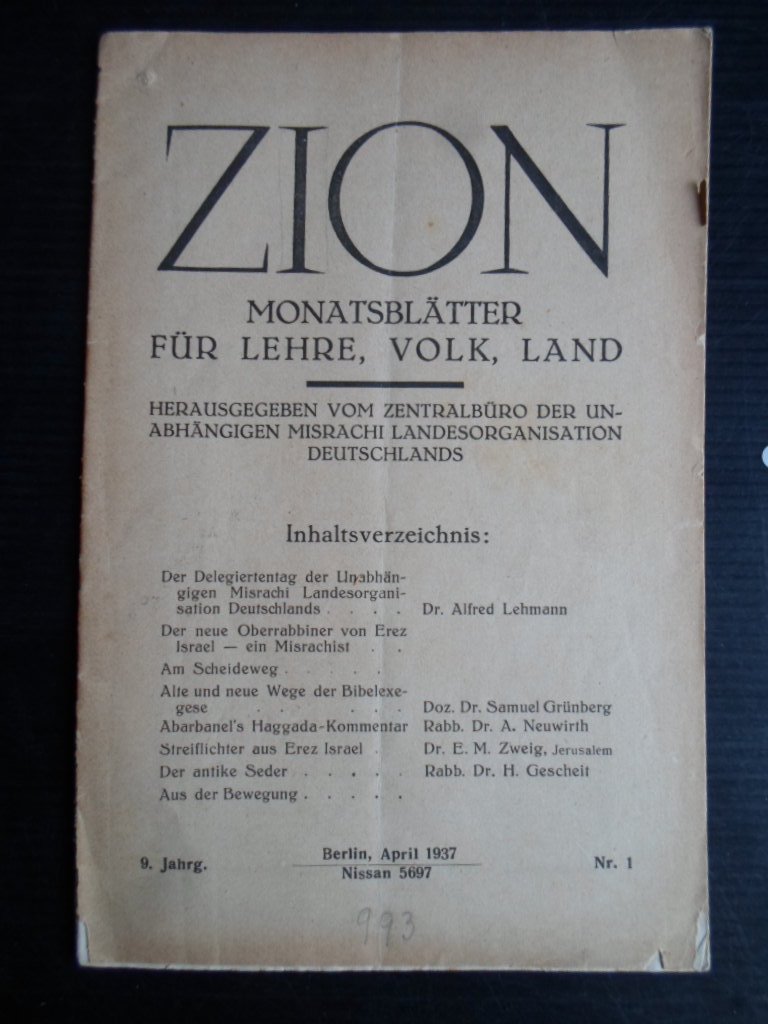 ZION
MONATSBLÄTTER
FÜR LEHRE, VOLK, LAND
HERAUSGEGEBEN VOM ZENTRALBÜRO DER UN-
ABHÄNGIGEN MISRACHI LANDESORGANISATION
DEUTSCHLANDS
Inhaltsverzeichnis:
Der Delegiertentag der Unabhän-
gigen Misrachi Landesorgani-
sation Deutschlands . . . . Dr. Alfred Lehmann
Der neue Oberrabbiner von Erez
Israel — ein Misrachist . .
Am Scheideweg . . . . .
Alte und neue Wege der Bibelexe-
gese . . . . . Doz. Dr. Samuel Grünberg
Abarbanel's Haggada-Kommentar Rabb. Dr. A. Neuwirth
Streiflichter aus Erez Israel . Dr. E. M. Zweig, Jerusalem
Der antike Seder . . . . . Rabb. Dr. H. Gescheit
Aus der Bewegung . . . . .
9. Jahrg. Berlin, April 1937 Nr. 1
Nissan 5697
993